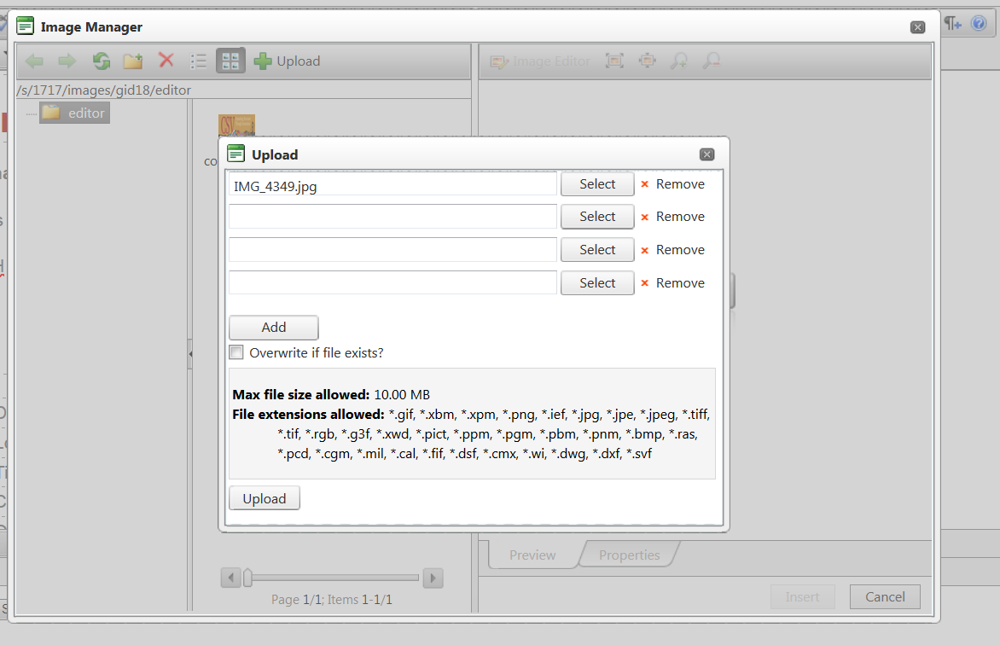 Image Manager
Upload
Image Editor
/s/1717/images/gid18/editor
editor
CSU
co
Upload
IMG_4349.jpg Select Remove
Select Remove
Select Remove
Select Remove
Add
Overwrite if file exists?
Max file size allowed: 10.00 MB
File extensions allowed: *.gif, *.xbm, *.xpm, *.png, *.ief, *.jpg, *.jpe, *.jpeg, *.tiff,
*.tif, *.rgb, *.g3f, *.xwd, *.pict, *.ppm, *.pgm, *.pbm, *.pnm, *.bmp, *.ras,
*.pcd, *.cgm, *.mil, *.cal, *.fif, *.dsf, *.cmx, *.wi, *.dwg, *.dxf, *.svf
Upload
Preview Properties
Page 1/1; Items 1-1/1
Insert Cancel